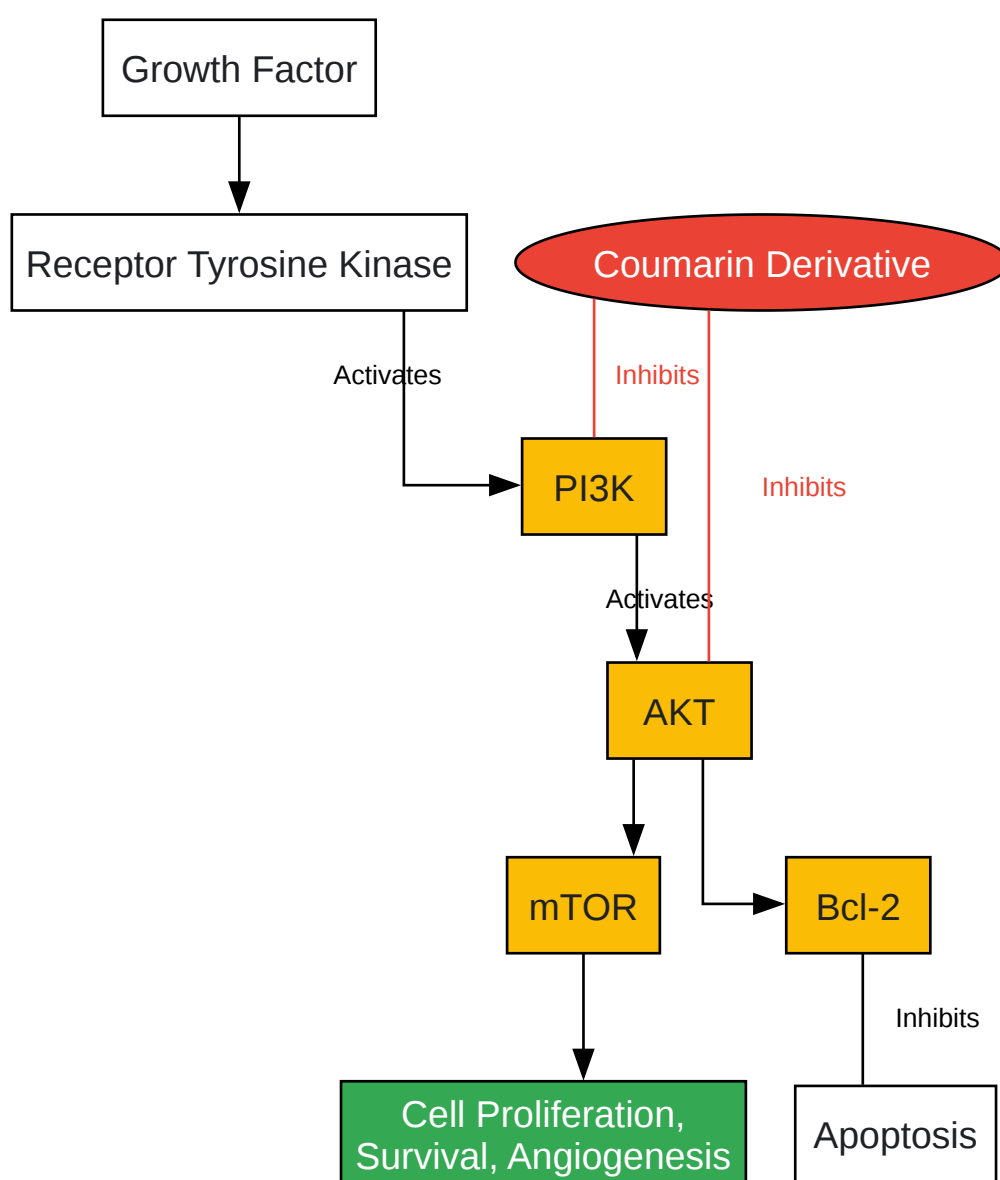 Growth Factor
Receptor Tyrosine Kinase
Coumarin Derivative
Activates
Inhibits
PI3K
Inhibits
Activates
AKT
mTOR
Bcl-2
Inhibits
Cell Proliferation,
Survival, Angiogenesis
Apoptosis